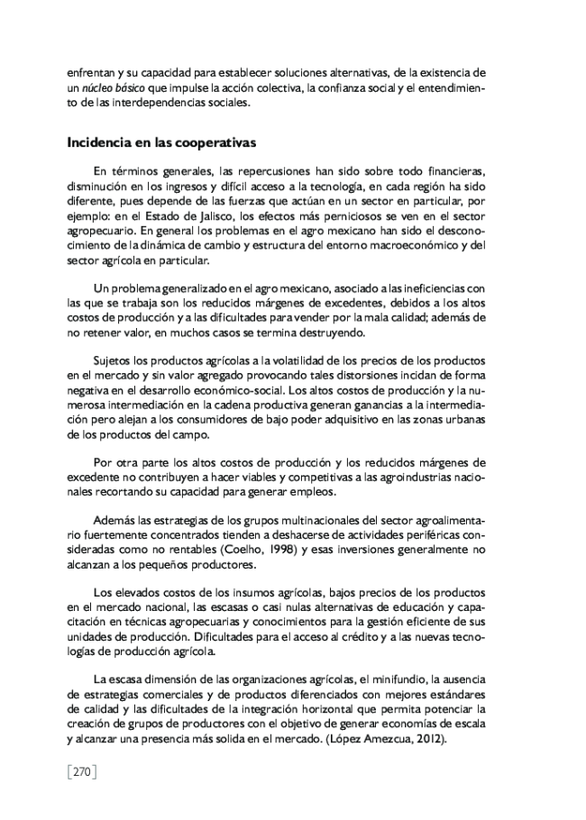 enfrentan y su capacidad para establecer soluciones alternativas, de la existencia de
un núcleo básico que impulse la acción colectiva, la confianza social y el entendimien-
to de las interdependencias sociales.
Incidencia en las cooperativas
En términos generales, las repercusiones han sido sobre todo financieras,
disminución en los ingresos y difícil acceso a la tecnología, en cada región ha sido
diferente, pues depende de las fuerzas que actúan en un sector en particular, por
ejemplo: en el Estado de Jalisco, los efectos más perniciosos se ven en el sector
agropecuario. En general los problemas en el agro mexicano han sido el descono-
cimiento de la dinámica de cambio y estructura del entorno macroeconómico y del
sector agrícola en particular.
Un problema generalizado en el agro mexicano, asociado a las ineficiencias con
las que se trabaja son los reducidos márgenes de excedentes, debidos a los altos
costos de producción y a las dificultades para vender por la mala calidad; además de
no retener valor, en muchos casos se termina destruyendo.
Sujetos los productos agrícolas a la volatilidad de los precios de los productos
en el mercado y sin valor agregado provocando tales distorsiones incidan de forma
negativa en el desarrollo económico-social. Los altos costos de producción y la nu-
merosa intermediación en la cadena productiva generan ganancias a la intermedia-
ción pero alejan a los consumidores de bajo poder adquisitivo en las zonas urbanas
de los productos del campo.
Por otra parte los altos costos de producción y los reducidos márgenes de
excedente no contribuyen a hacer viables y competitivas a las agroindustrias nacio-
nales recortando su capacidad para generar empleos.
Además las estrategias de los grupos multinacionales del sector agroalimenta-
rio fuertemente concentrados tienden a deshacerse de actividades periféricas con-
sideradas como no rentables (Coelho, 1998) y esas inversiones generalmente no
alcanzan a los pequeños productores.
Los elevados costos de los insumos agrícolas, bajos precios de los productos
en el mercado nacional, las escasas o casi nulas alternativas de educación y capa-
citación en técnicas agropecuarias y conocimientos para la gestión eficiente de sus
unidades de producción. Dificultades para el acceso al crédito y a las nuevas tecno-
logías de producción agrícola.
La escasa dimensión de las organizaciones agrícolas, el minifundio, la ausencia
de estrategias comerciales y de productos diferenciados con mejores estándares
de calidad y las dificultades de la integración horizontal que permita potenciar la
creación de grupos de productores con el objetivo de generar economías de escala
y alcanzar una presencia más solida en el mercado. (López Amezcua, 2012).
[270]